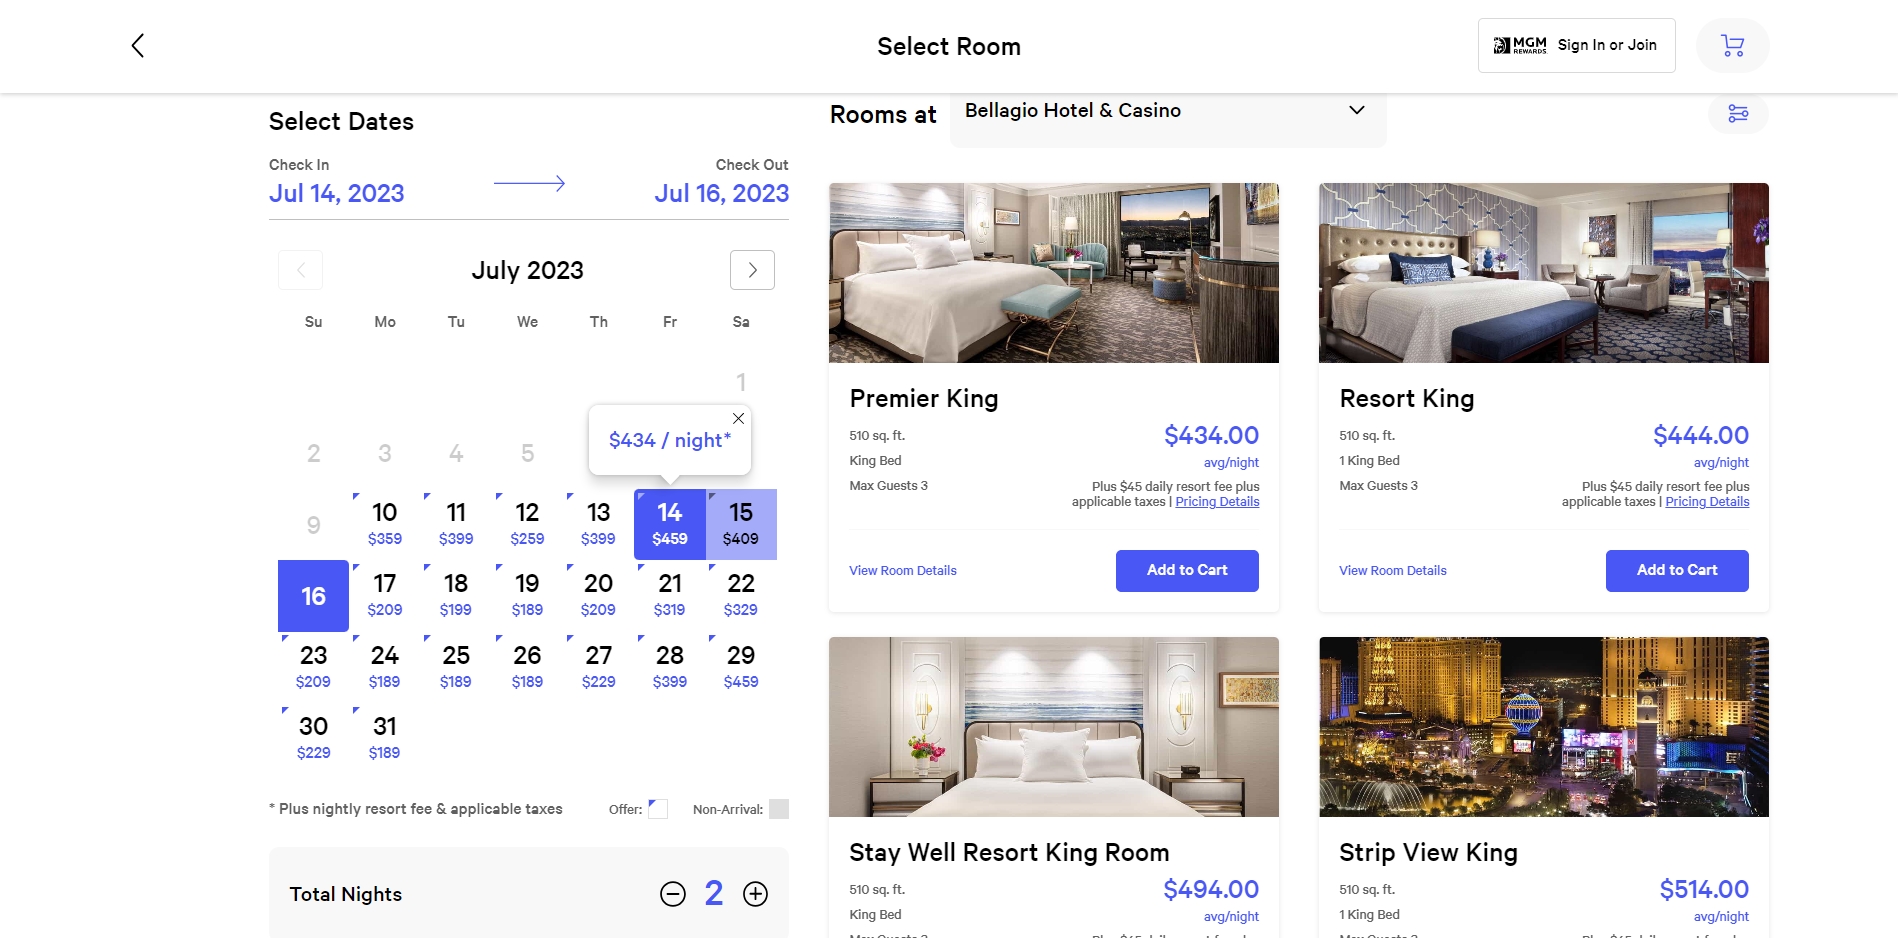 Select Room
MGM REWARDS Sign In or Join
Select Dates
Check In
Check Out
Jul 14, 2023
Jul 16, 2023
July 2023
Su Mo Tu We Th Fr Sa
1
$434 / night*
2 3 4 5
9 10 11 12 13 14 15
$359 $399 $259 $399 $459 $409
16 17 18 19 20 21 22
$209 $199 $189 $209 $319 $329
23 24 25 26 27 28 29
$209 $189 $189 $189 $229 $399 $459
30 31
$229 $189
* Plus nightly resort fee & applicable taxes
Offer:
Non-Arrival:
Total Nights
2
Rooms at Bellagio Hotel & Casino
Premier King
510 sq. ft.
King Bed
Max Guests 3
$434.00
avg/night
Plus $45 daily resort fee plus
applicable taxes | Pricing Details
View Room Details
Add to Cart
Resort King
510 sq. ft.
1 King Bed
Max Guests 3
$444.00
avg/night
Plus $45 daily resort fee plus
applicable taxes | Pricing Details
View Room Details
Add to Cart
Stay Well Resort King Room
510 sq. ft.
King Bed
$494.00
avg/night
Strip View King
510 sq. ft.
1 King Bed
$514.00
avg/night